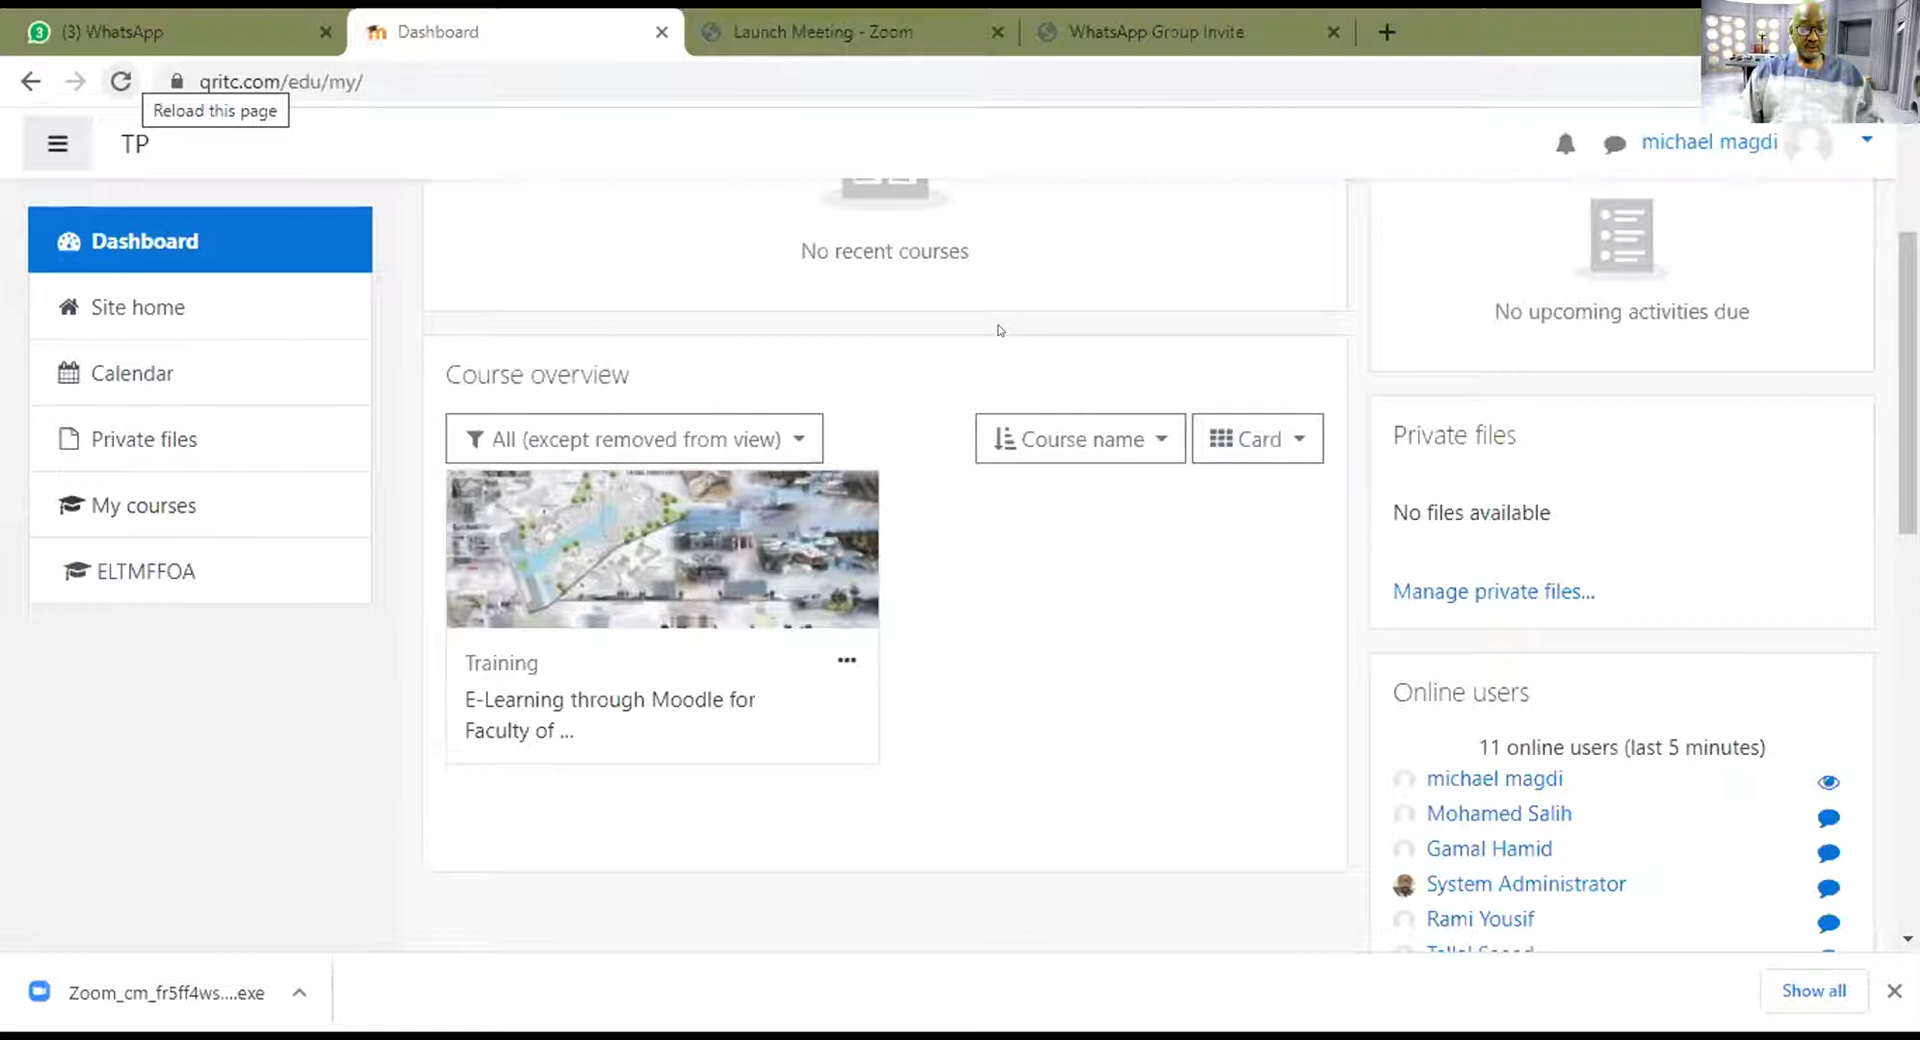 (3) WhatsApp
Dashboard
Launch Meeting - Zoom
WhatsApp Group Invite
qritc.com/edu/my/
Reload this page
TP
michael magdi
Dashboard
Site home
Calendar
Private files
My courses
ELTMFFOA
No recent courses
Course overview
All (except removed from view)
Course name
Card
Training
E-Learning through Moodle for
Faculty of ...
No upcoming activities due
Private files
No files available
Manage private files...
Online users
11 online users (last 5 minutes)
michael magdi
Mohamed Salih
Gamal Hamid
System Administrator
Rami Yousif
Zoom_cm_fr5ff4ws....exe
Show all